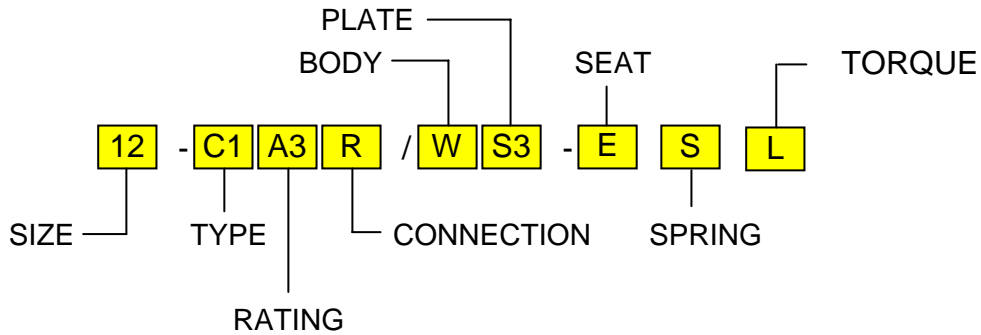 PLATE
BODY SEAT TORQUE
12 - C1 A3 R / W S3 - E S L
SIZE TYPE CONNECTION SPRING
RATING